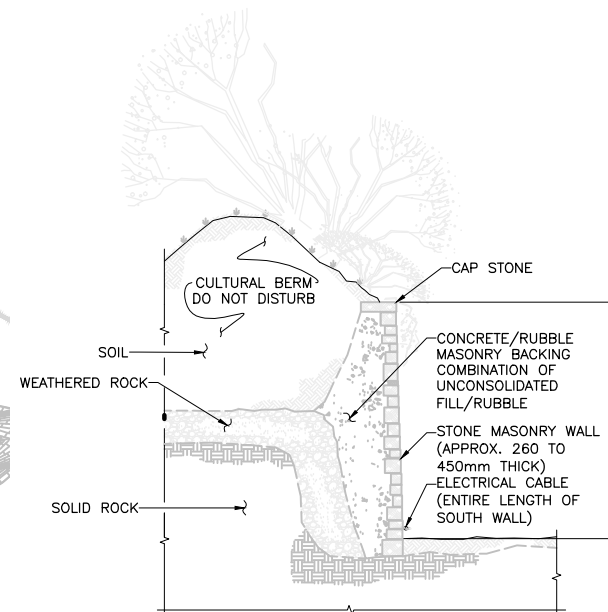 CULTURAL BERM
DO NOT DISTURB
CAP STONE
SOIL
WEATHERED ROCK
SOLID ROCK
CONCRETE/RUBBLE
MASONRY BACKING
COMBINATION OF
UNCONSOLIDATED
FILL/RUBBLE
STONE MASONRY WALL
(APPROX. 260 TO
450mm THICK)
ELECTRICAL CABLE
(ENTIRE LENGTH OF
SOUTH WALL)